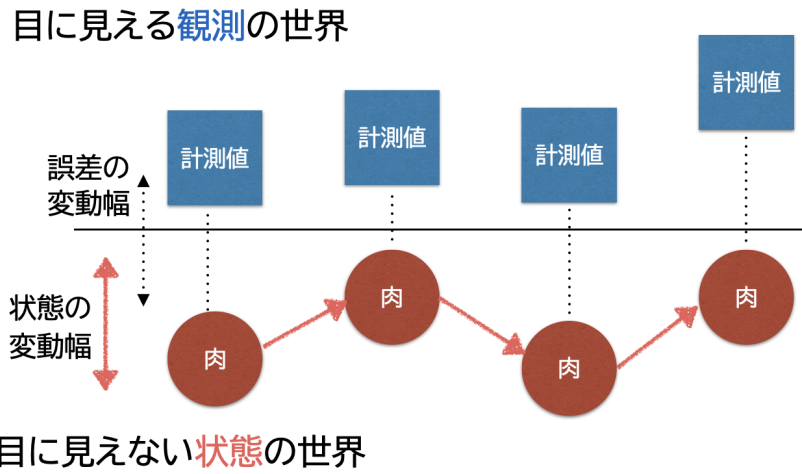 目に見える観測の世界
計測値
計測値
計測値
計測値
誤差の
変動幅
状態の
変動幅
肉
肉
肉
肉
目に見えない状態の世界